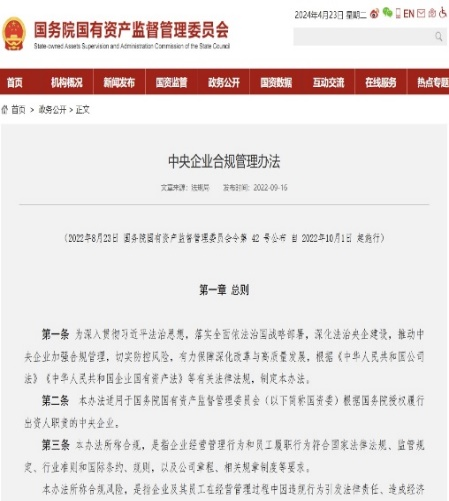 2024年4月23日 星期二 EN
国务院国有资产监督管理委员会
State-owned Assets Supervision and Administration Commission of the State Council
首页 机构概况 新闻发布 国资监管 政务公开 国资数据 互动交流 在线服务 热点专题
首页 > 政务公开 > 正文
中央企业合规管理办法
文章来源：法规局 发布时间：2022-09-16
（2022年8月23日 国务院国有资产监督管理委员会令第 42 号公布 自 2022年10月1日 起施行）
第一章 总则
第一条 为深入贯彻习近平法治思想，落实全面依法治国战略部署，深化法治央企建设，推动中
央企业加强合规管理，切实防控风险，有力保障深化改革与高质量发展，根据《中华人民共和国公司
法》《中华人民共和国企业国有资产法》等有关法律法规，制定本办法。
第二条 本办法适用于国务院国有资产监督管理委员会（以下简称国资委）根据国务院授权履行
出资人职责的中央企业。
第三条 本办法所称合规，是指企业经营管理行为和员工履职行为符合国家法律法规、监管规
定、行业准则和国际条约、规则，以及公司章程、相关规章制度等要求。
本办法所称合规风险，是指企业及其员工在经营管理过程中因违规行为引发法律责任、造成经济